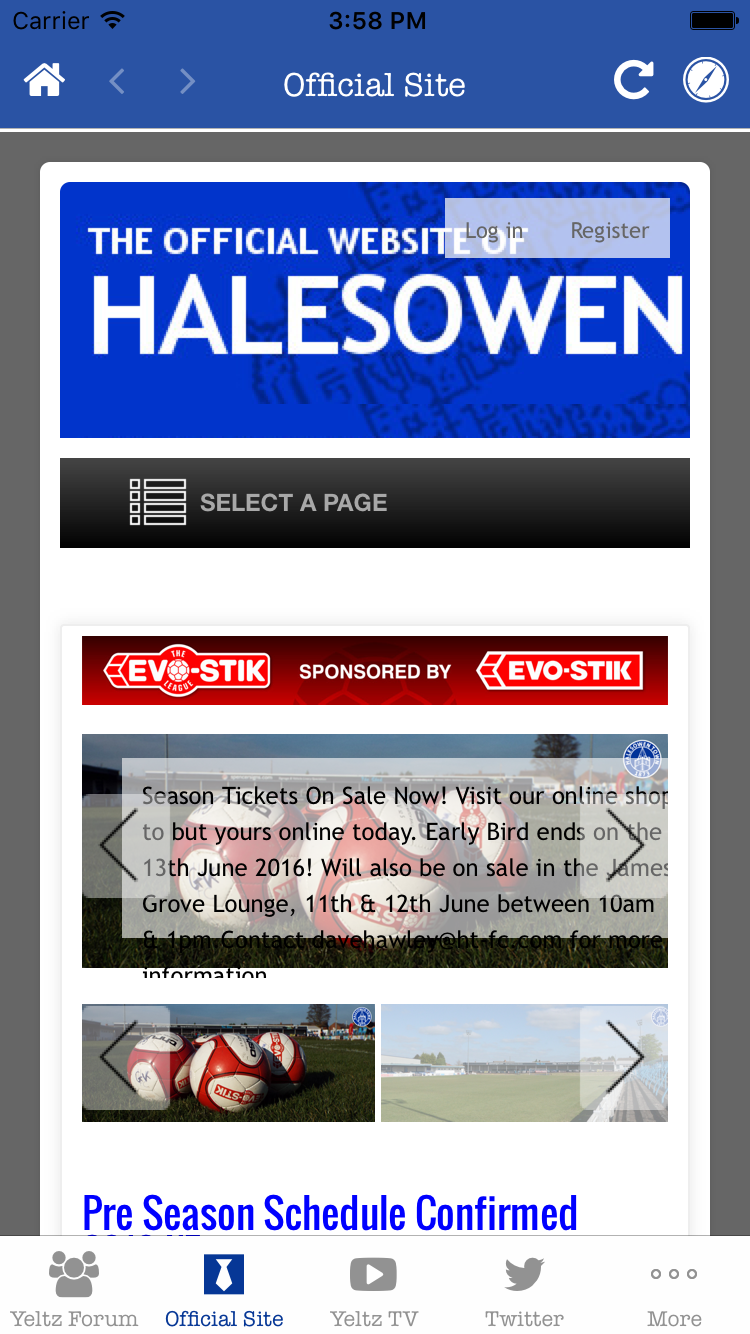 Carrier
3:58 PM
Official Site
Log in
Register
THE OFFICIAL WEBSITE OF
HALESOWEN
SELECT A PAGE
THE
EVO-STIK
LEAGUE
SPONSORED BY
EVO-STIK
Season Tickets On Sale Now! Visit our online shop
to but yours online today. Early Bird ends on the
13th June 2016! Will also be on sale in the James
Grove Lounge, 11th & 12th June between 10am
& 1pm.Contact davehawley@ht-fc.com for more
information
Pre Season Schedule Confirmed
Yeltz Forum
Official Site
Yeltz TV
Twitter
More